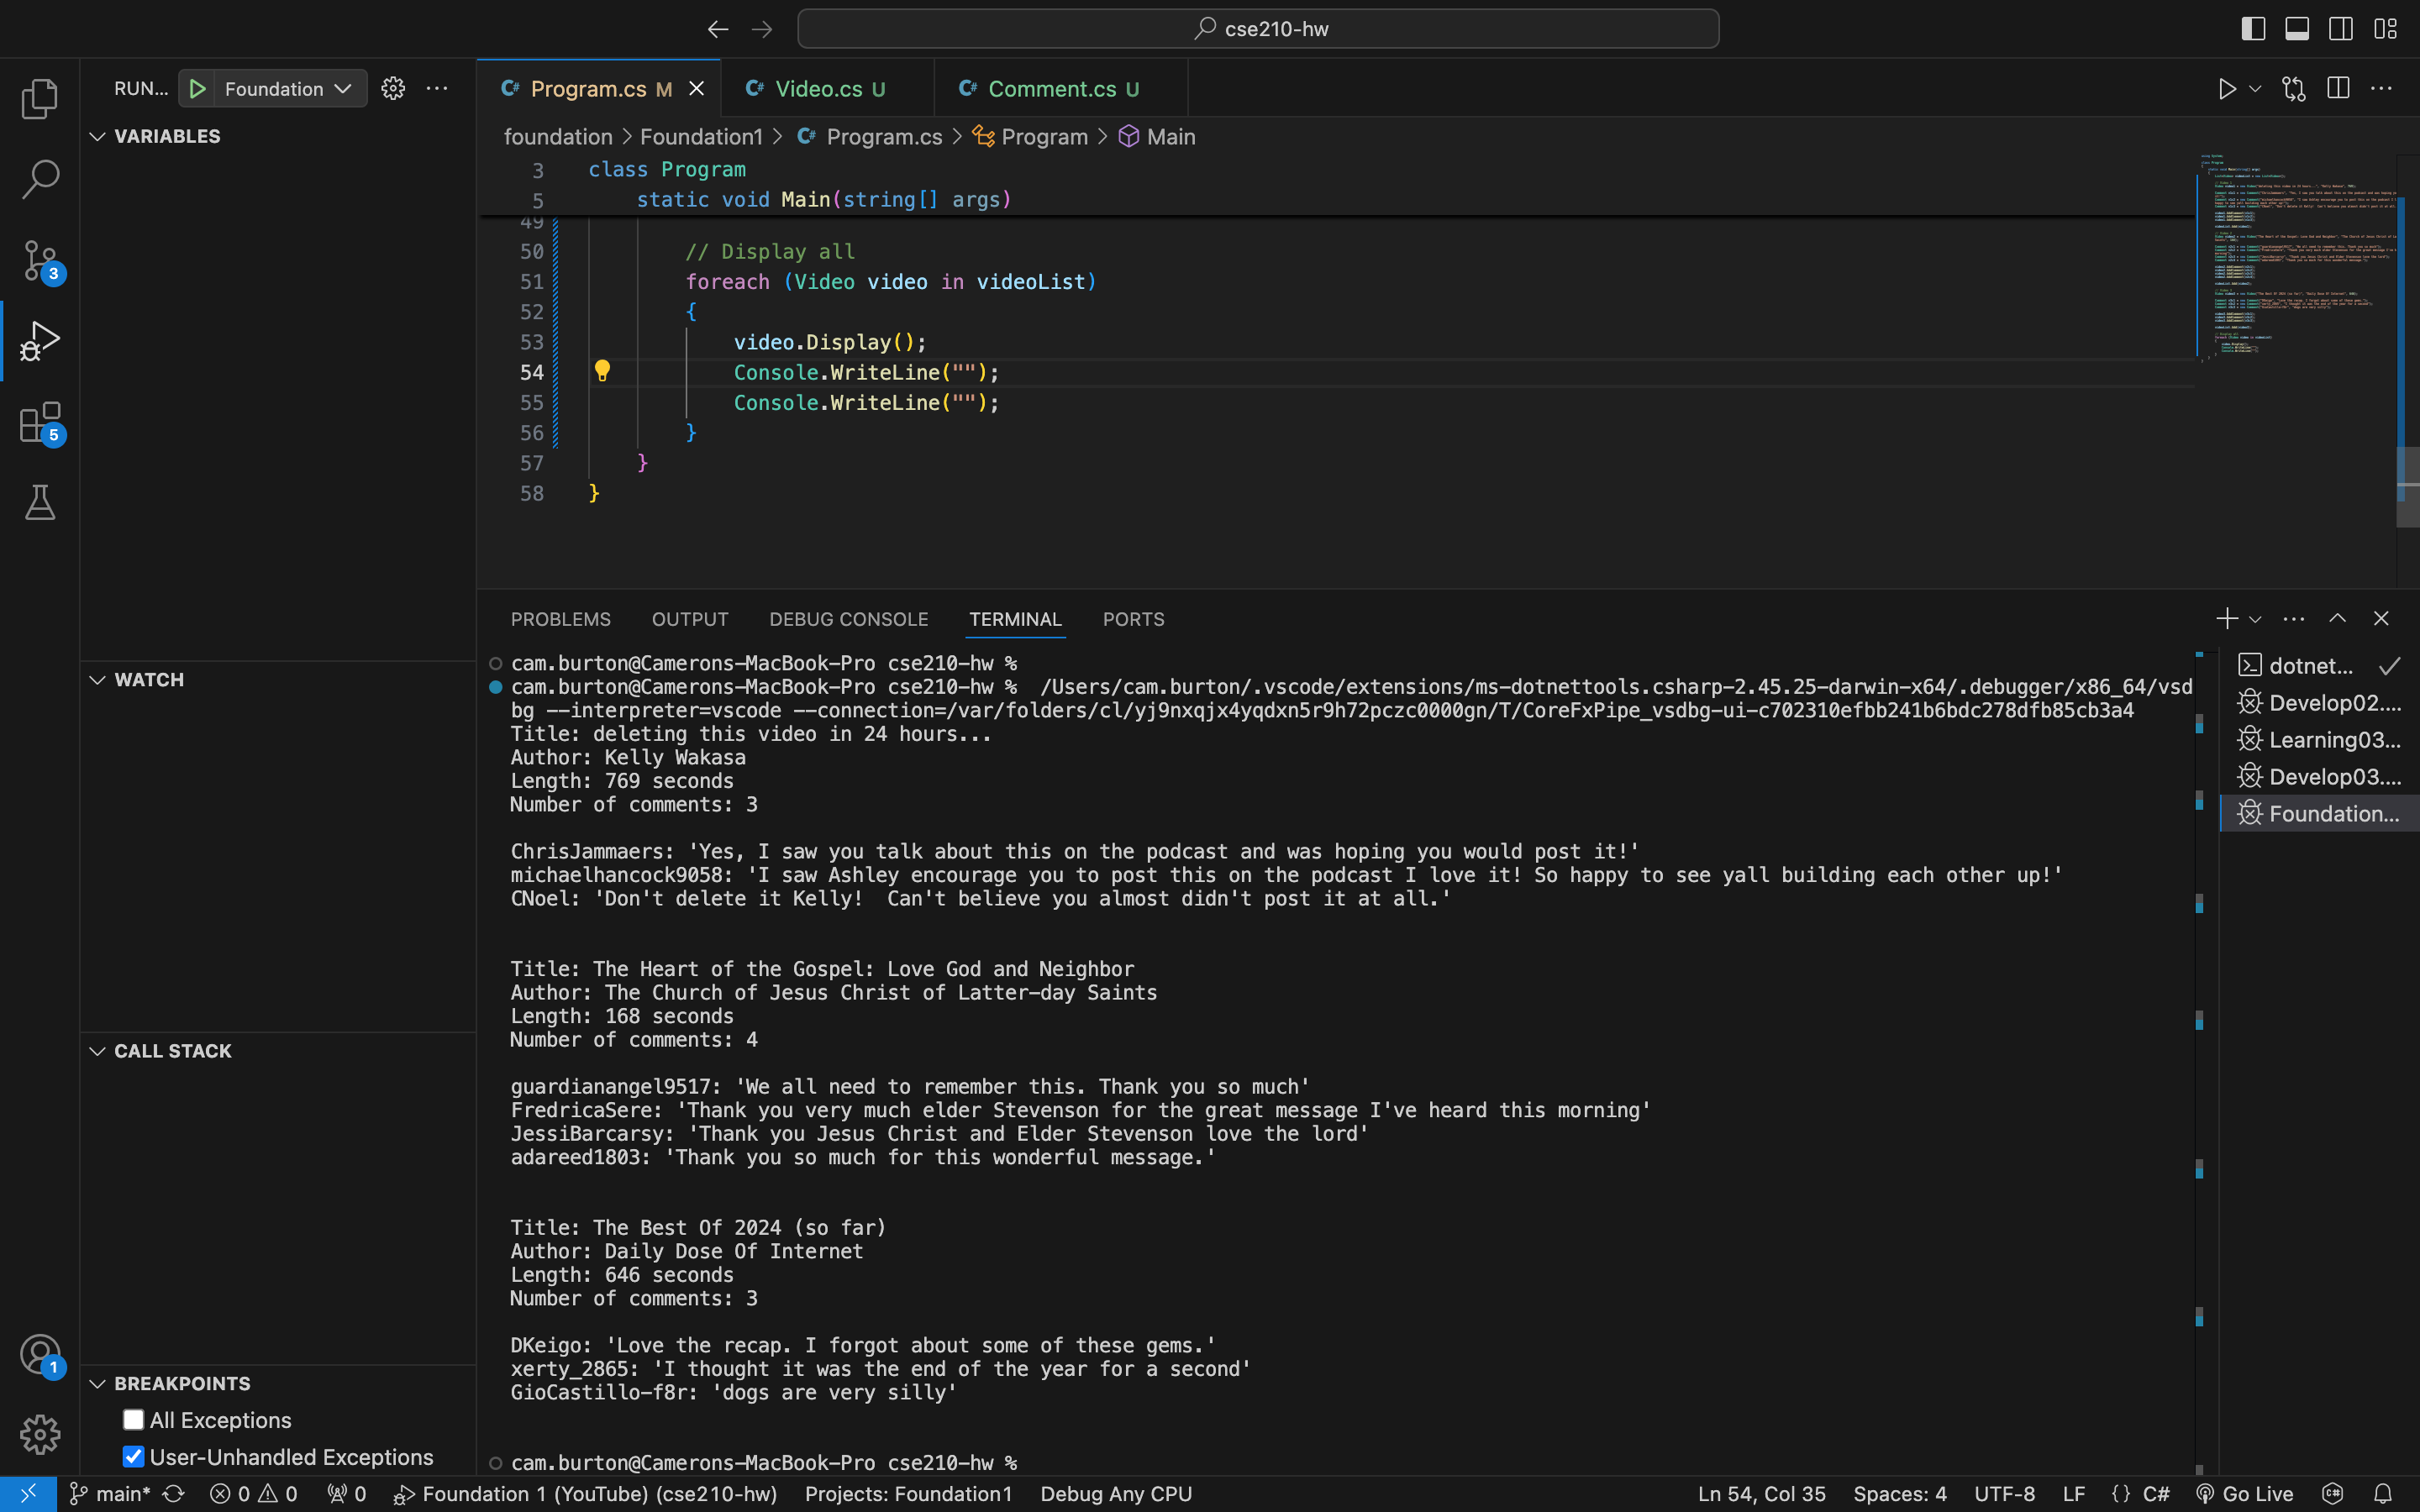 cse210-hw
RUN...
Foundation
Program.cs M
Video.cs U
Comment.cs U
foundation > Foundation1 > Program.cs > Program > Main
VARIABLES
3 class Program
5 static void Main(string[] args)
49
50 // Display all
51 foreach (Video video in videoList)
52 {
53 video.Display();
54 Console.WriteLine("");
55 Console.WriteLine("");
56 }
57 }
58 }
3
5
WATCH
CALL STACK
BREAKPOINTS
All Exceptions
User-Unhandled Exceptions
1
PROBLEMS OUTPUT DEBUG CONSOLE TERMINAL PORTS
cam.burton@Camerons-MacBook-Pro cse210-hw %
cam.burton@Camerons-MacBook-Pro cse210-hw %  /Users/cam.burton/.vscode/extensions/ms-dotnettools.csharp-2.45.25-darwin-x64/.debugger/x86_64/vsd
bg --interpreter=vscode --connection=/var/folders/cl/yj9nxqjx4yqdxn5r9h72pczc0000gn/T/CoreFxPipe_vsdbg-ui-c702310efbb241b6bdc278dfb85cb3a4
Title: deleting this video in 24 hours...
Author: Kelly Wakasa
Length: 769 seconds
Number of comments: 3
ChrisJammaers: 'Yes, I saw you talk about this on the podcast and was hoping you would post it!'
michaelhancock9058: 'I saw Ashley encourage you to post this on the podcast I love it! So happy to see yall building each other up!'
CNoel: 'Don't delete it Kelly!  Can't believe you almost didn't post it at all.'
Title: The Heart of the Gospel: Love God and Neighbor
Author: The Church of Jesus Christ of Latter-day Saints
Length: 168 seconds
Number of comments: 4
guardianangel9517: 'We all need to remember this. Thank you so much'
FredricaSere: 'Thank you very much elder Stevenson for the great message I've heard this morning'
JessiBarcarsy: 'Thank you Jesus Christ and Elder Stevenson love the lord'
adareed1803: 'Thank you so much for this wonderful message.'
Title: The Best Of 2024 (so far)
Author: Daily Dose Of Internet
Length: 646 seconds
Number of comments: 3
DKeigo: 'Love the recap. I forgot about some of these gems.'
xerty_2865: 'I thought it was the end of the year for a second'
GioCastillo-f8r: 'dogs are very silly'
cam.burton@Camerons-MacBook-Pro cse210-hw %
dotnet...
Develop02....
Learning03...
Develop03....
Foundation...
main* 0 0 0 Foundation 1 (YouTube) (cse210-hw) Projects: Foundation1 Debug Any CPU Ln 54, Col 35 Spaces: 4 UTF-8 LF {} C# Go Live